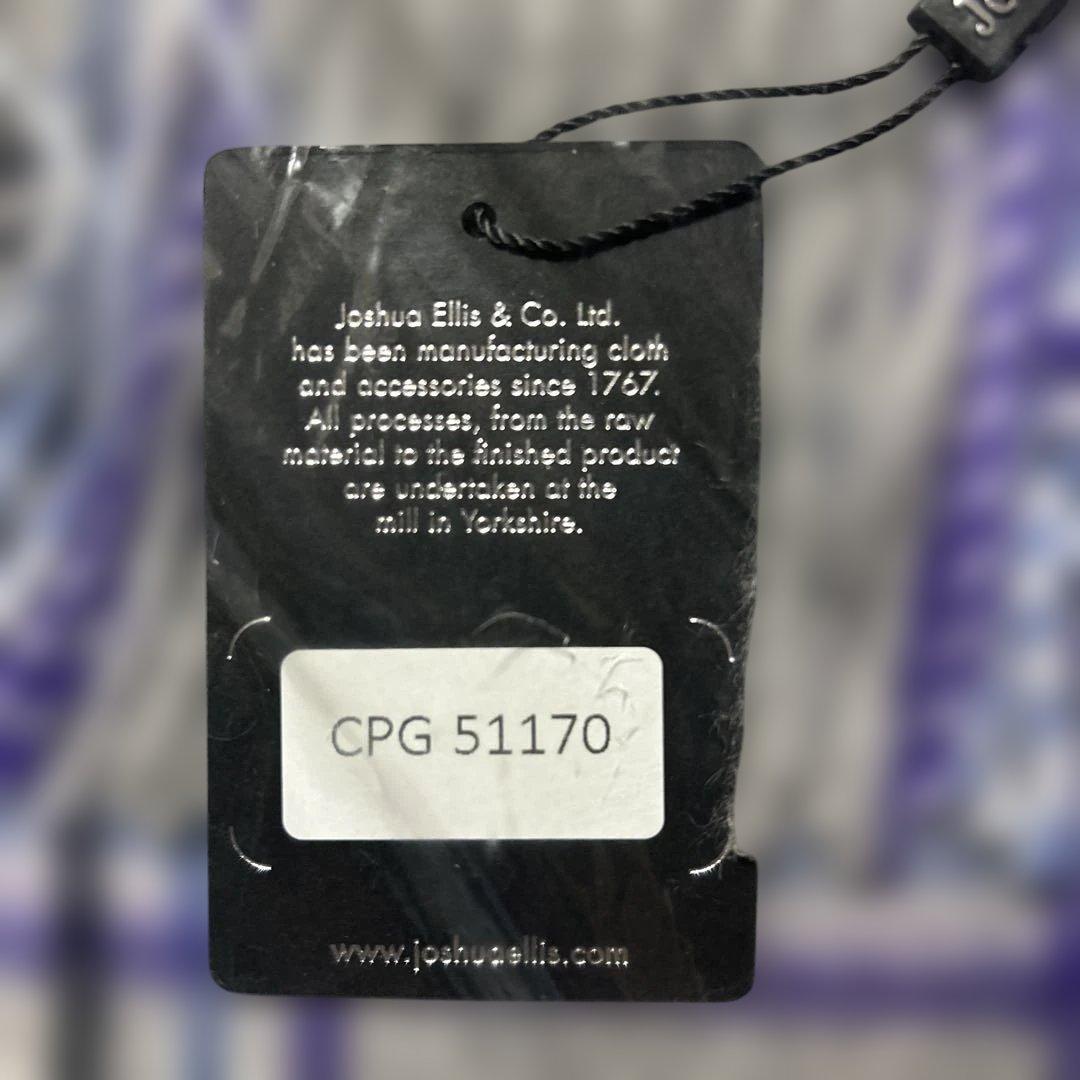 Joshua Ellis & Co. Ltd.
has been manufacturing cloth
and accessories since 1767.
All processes, from the raw
material to the finished product
are undertaken at the
mill in Yorkshire.
CPG 51170
www.joshuaellis.com